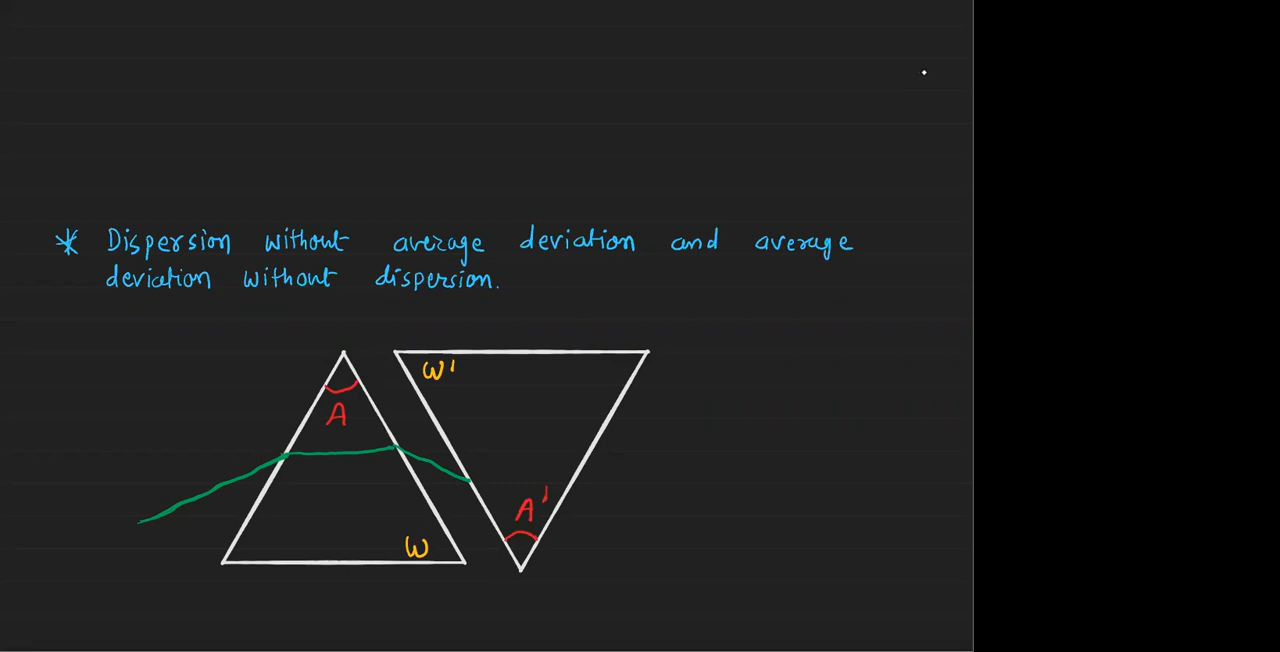 * Dispersion without average deviation and average
deviation without dispersion.
ω'
A
A'
ω